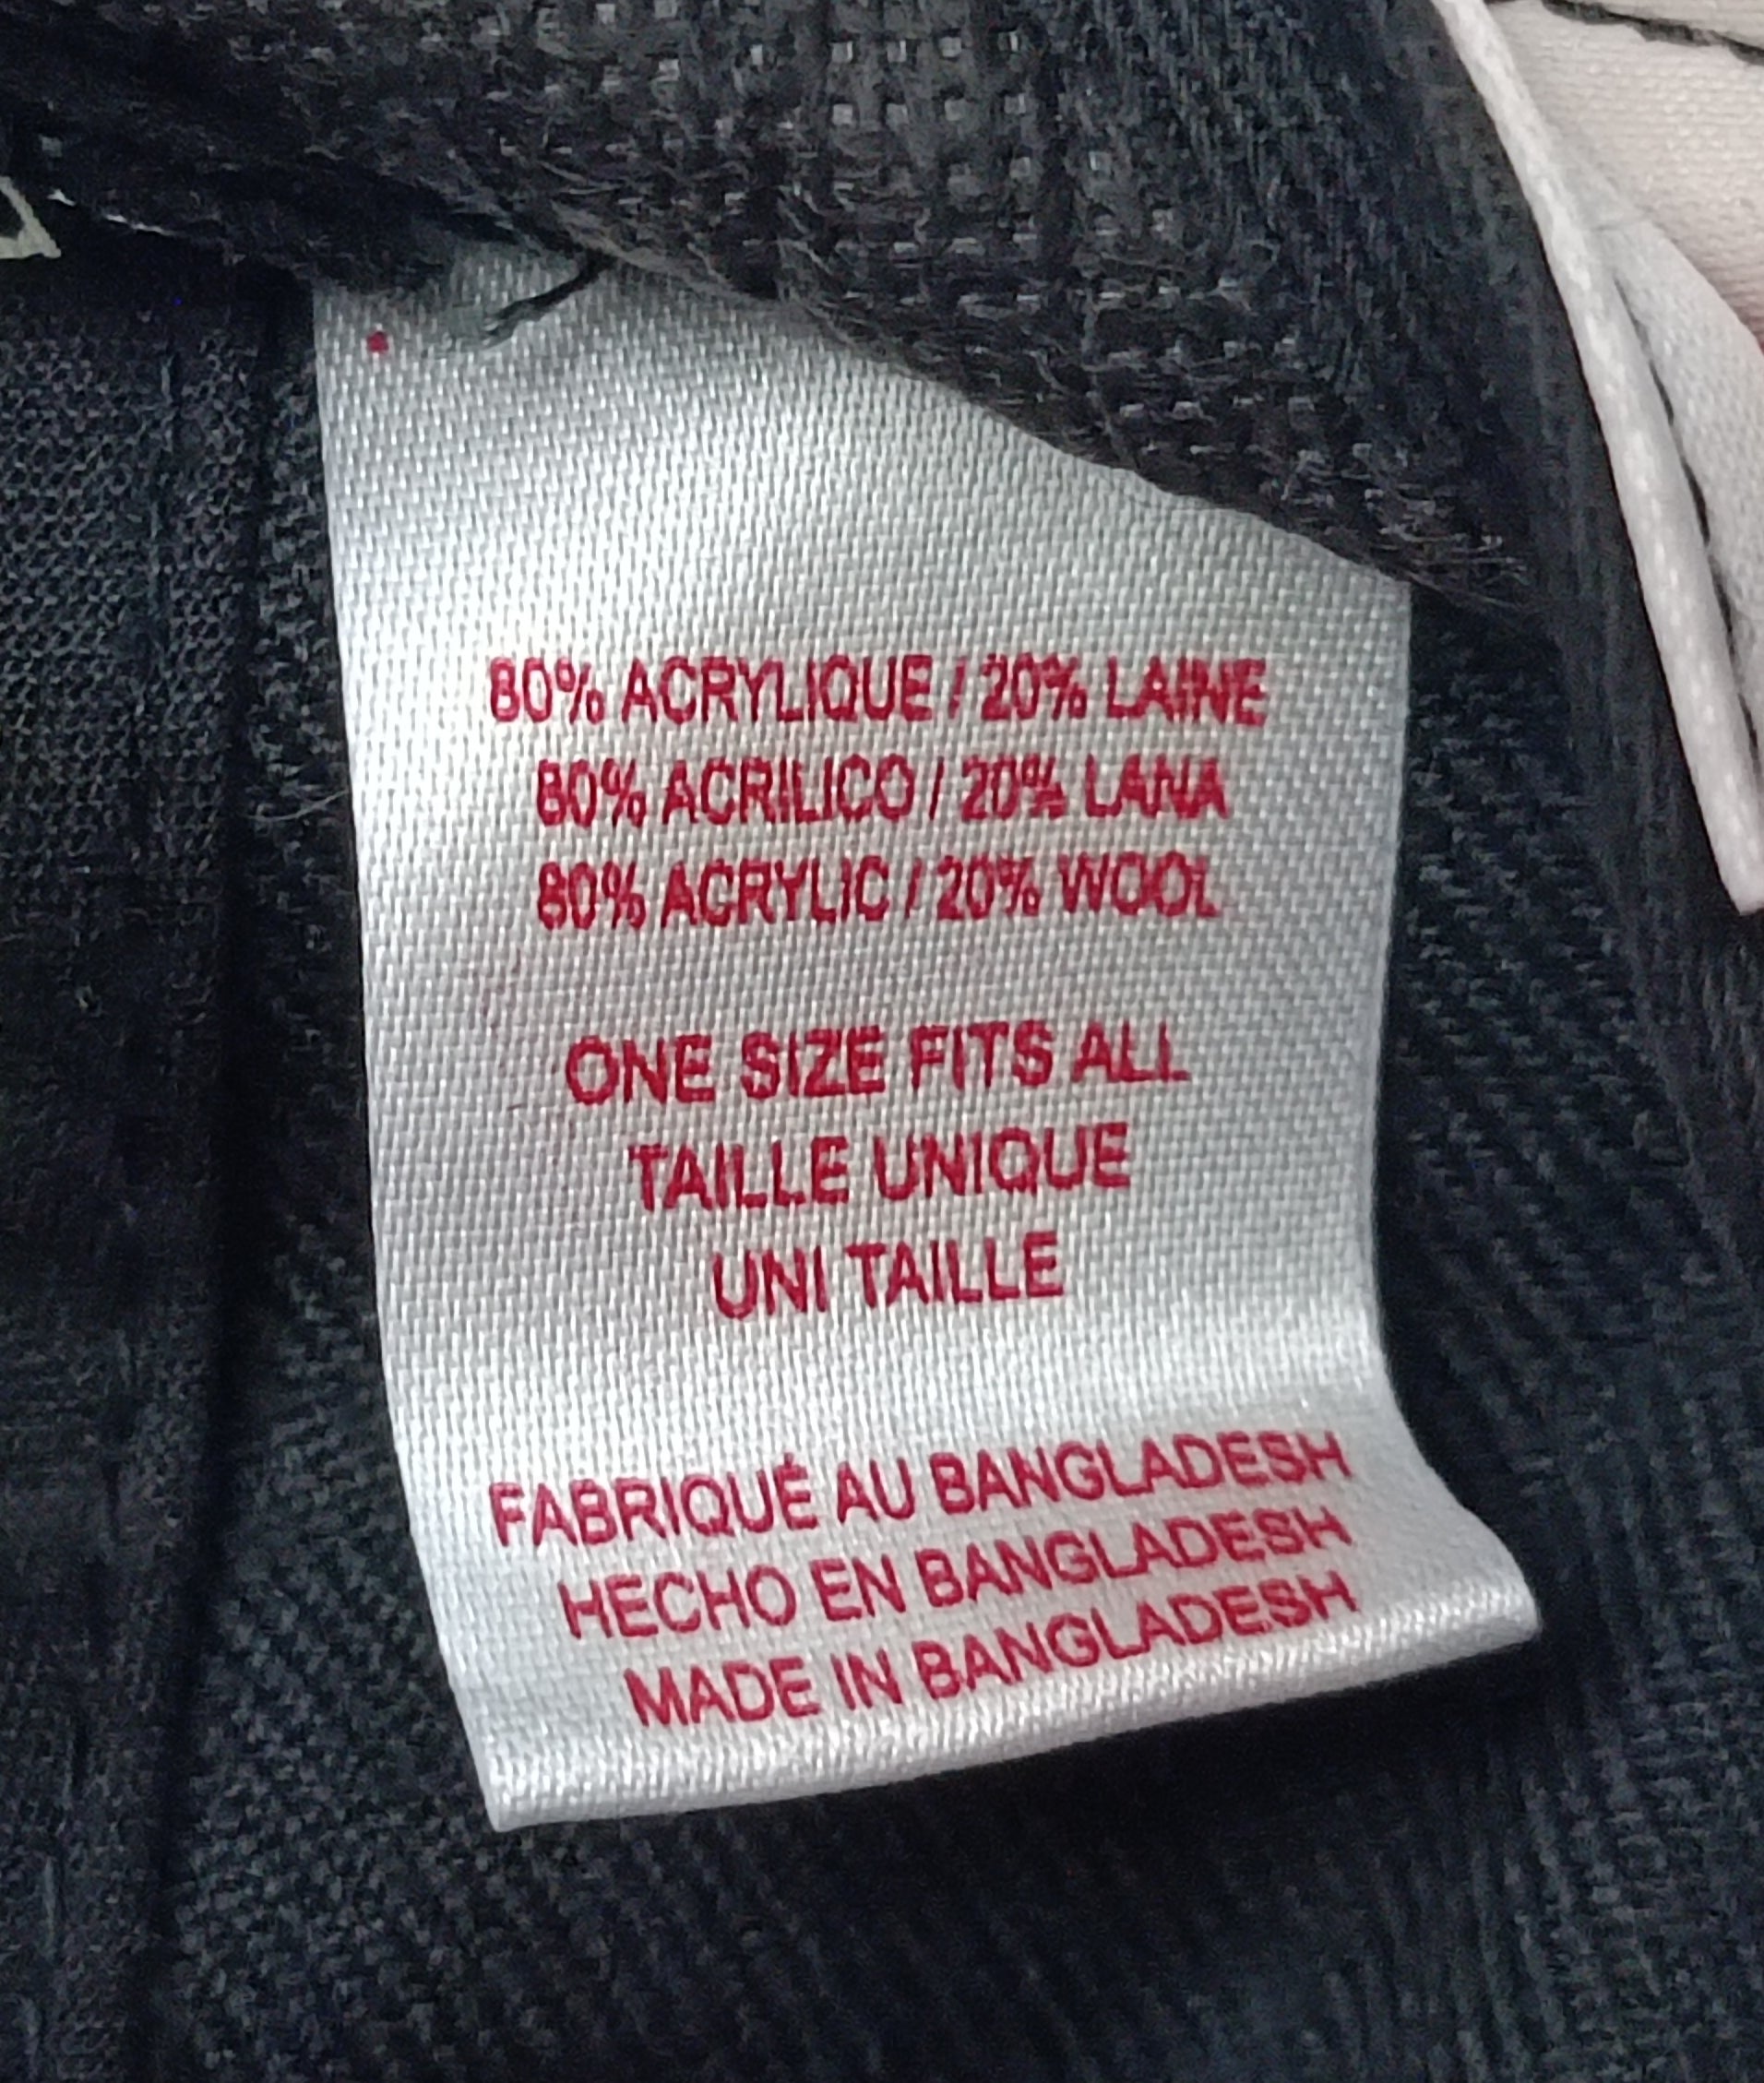 80% ACRYLIQUE / 20% LAINE
80% ACRILICO / 20% LANA
80% ACRYLIC / 20% WOOL
ONE SIZE FITS ALL
TAILLE UNIQUE
UNI TAILLE
FABRIQUÉ AU BANGLADESH
HECHO EN BANGLADESH
MADE IN BANGLADESH